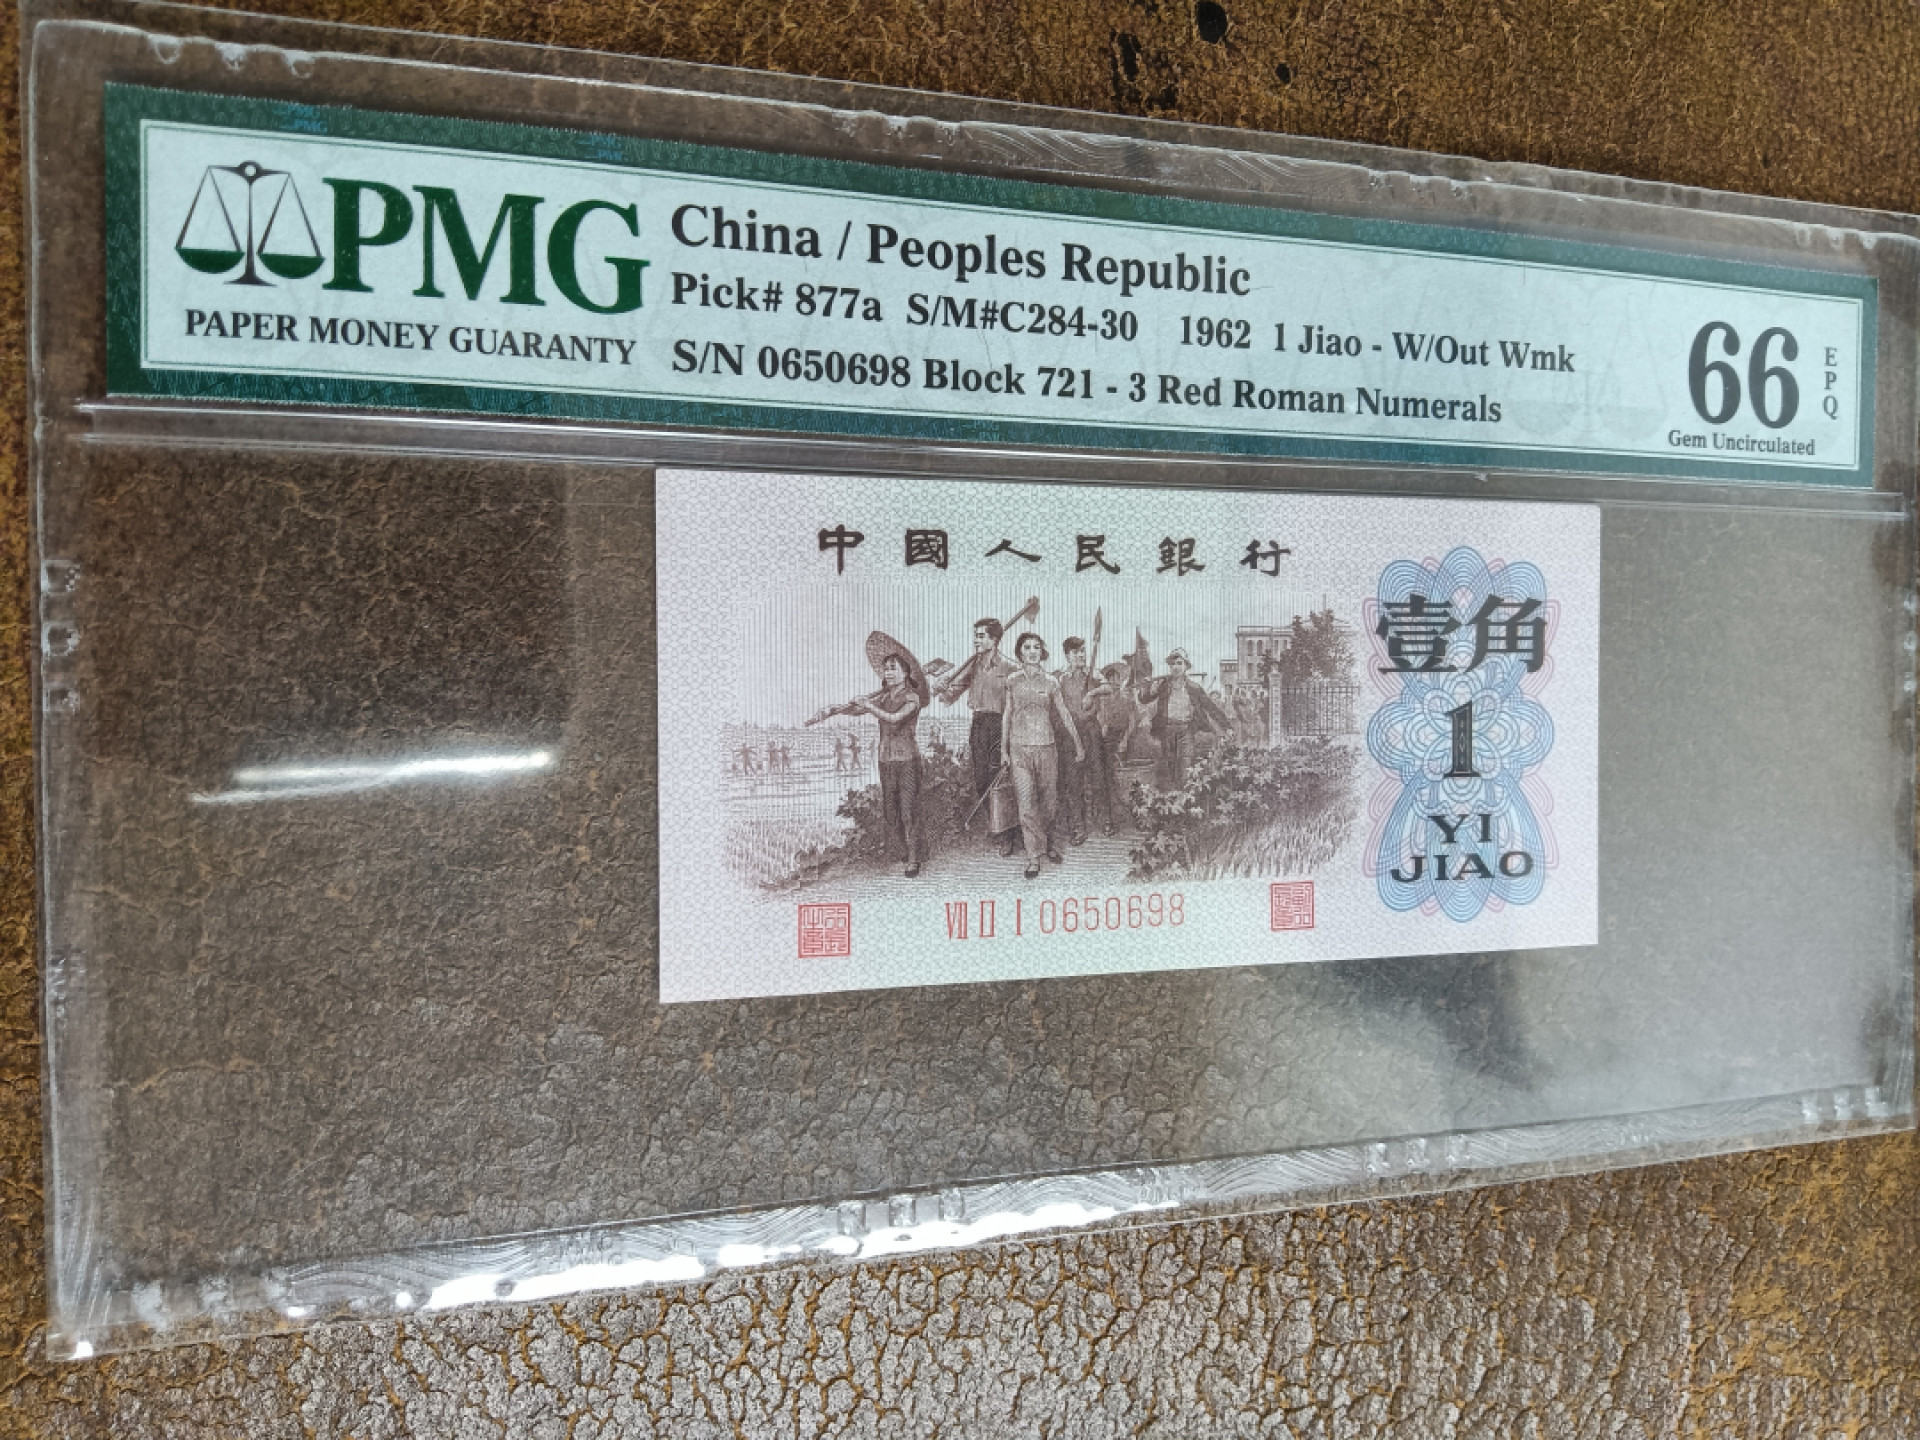 PMG
PAPER MONEY GUARANTY
China / Peoples Republic
Pick# 877a S/M#C284-30 1962 1 Jiao - W/Out Wmk
S/N 0650698 Block 721 - 3 Red Roman Numerals
66
EPQ
Gem Uncirculated
中國人民銀行
壹角
1
YI
JIAO
VII II I 0650698